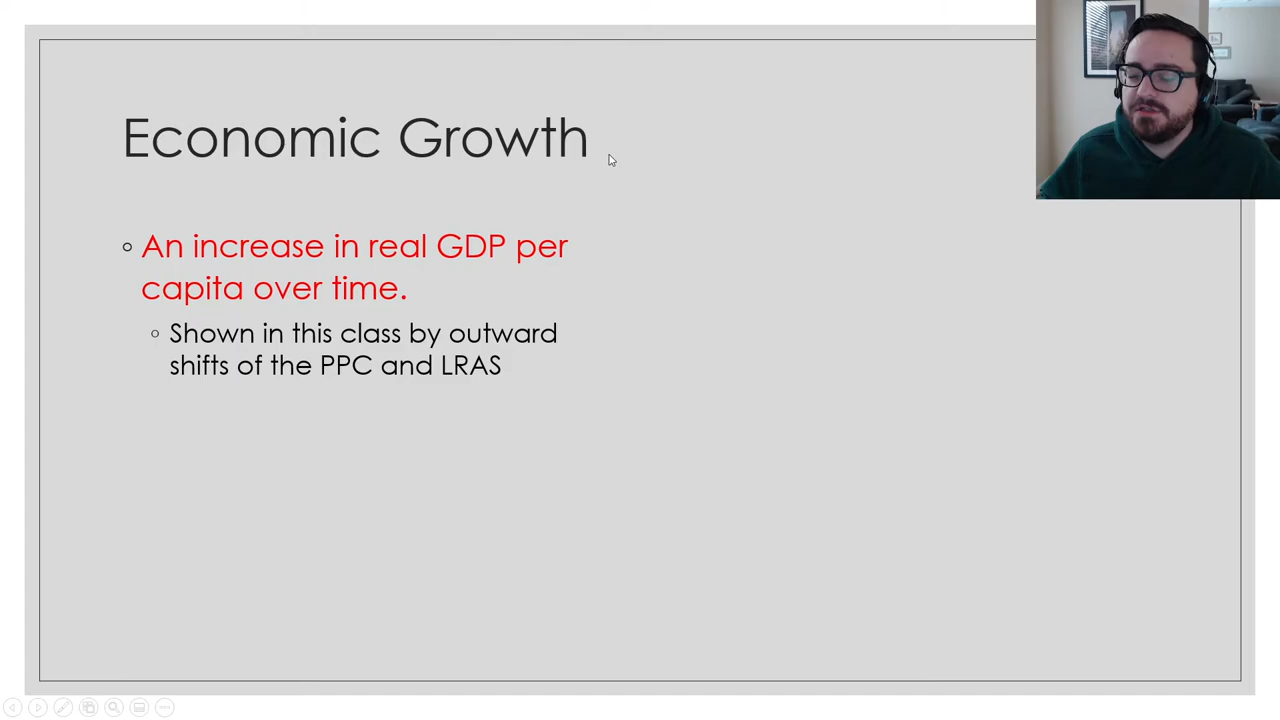 Economic Growth
An increase in real GDP per
capita over time.
Shown in this class by outward
shifts of the PPC and LRAS